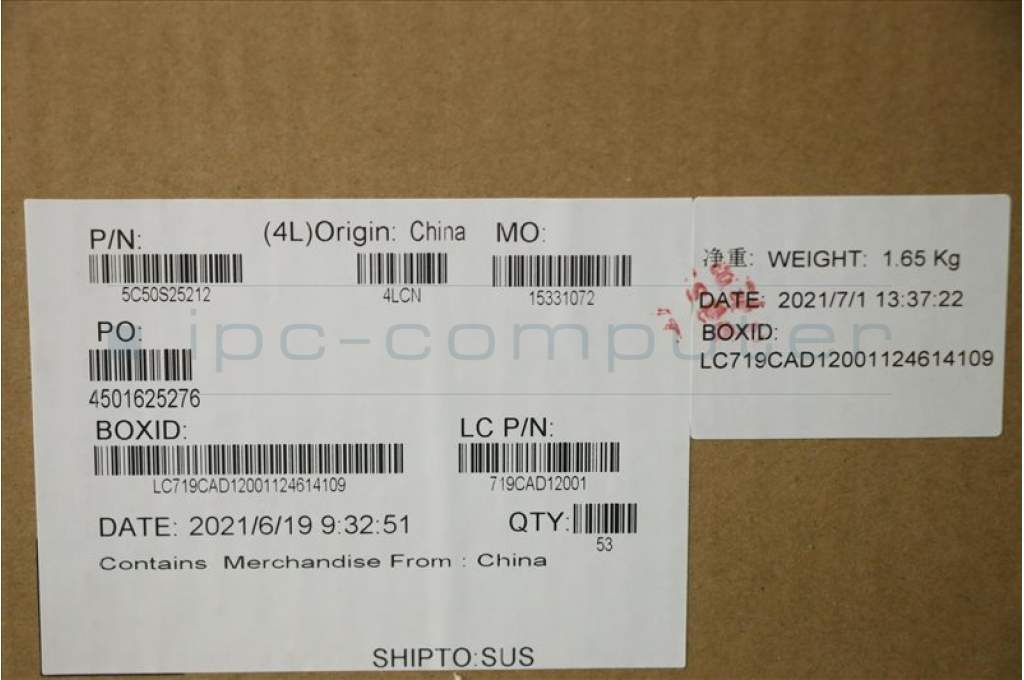 P/N: (4L)Origin: China MO:
5C50S25212 4LCN 15331072
PO:
4501625276
BOXID: LC P/N:
LC719CAD12001124614109 719CAD12001
DATE: 2021/6/19 9:32:51 QTY:
53
Contains Merchandise From : China
SHIPTO:SUS
净重: WEIGHT: 1.65 Kg
DATE: 2021/7/1 13:37:22
BOXID:
LC719CAD12001124614109
ipc-computer